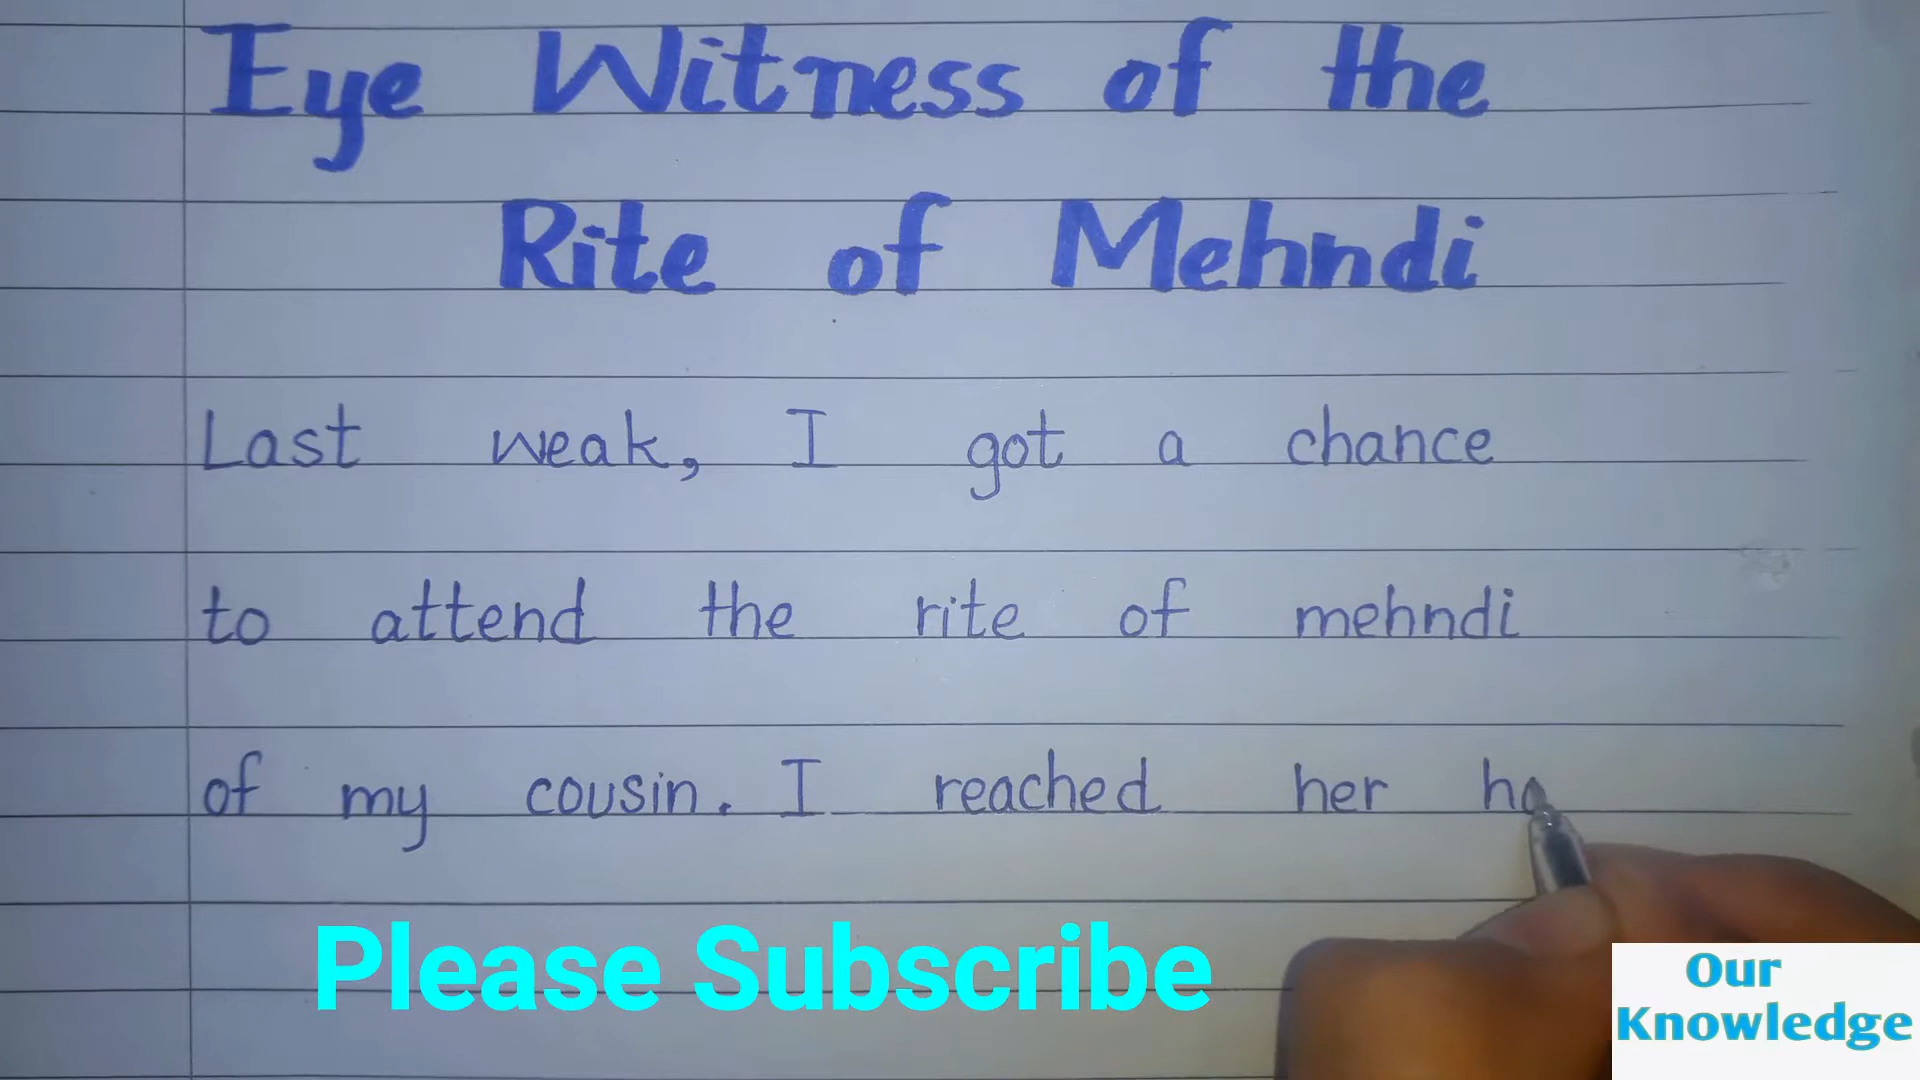 Eye Witness of the
Rite of Mehndi
Last weak, I got a chance
to attend the rite of mehndi
of my cousin. I reached her ho
Please Subscribe
Our
Knowledge